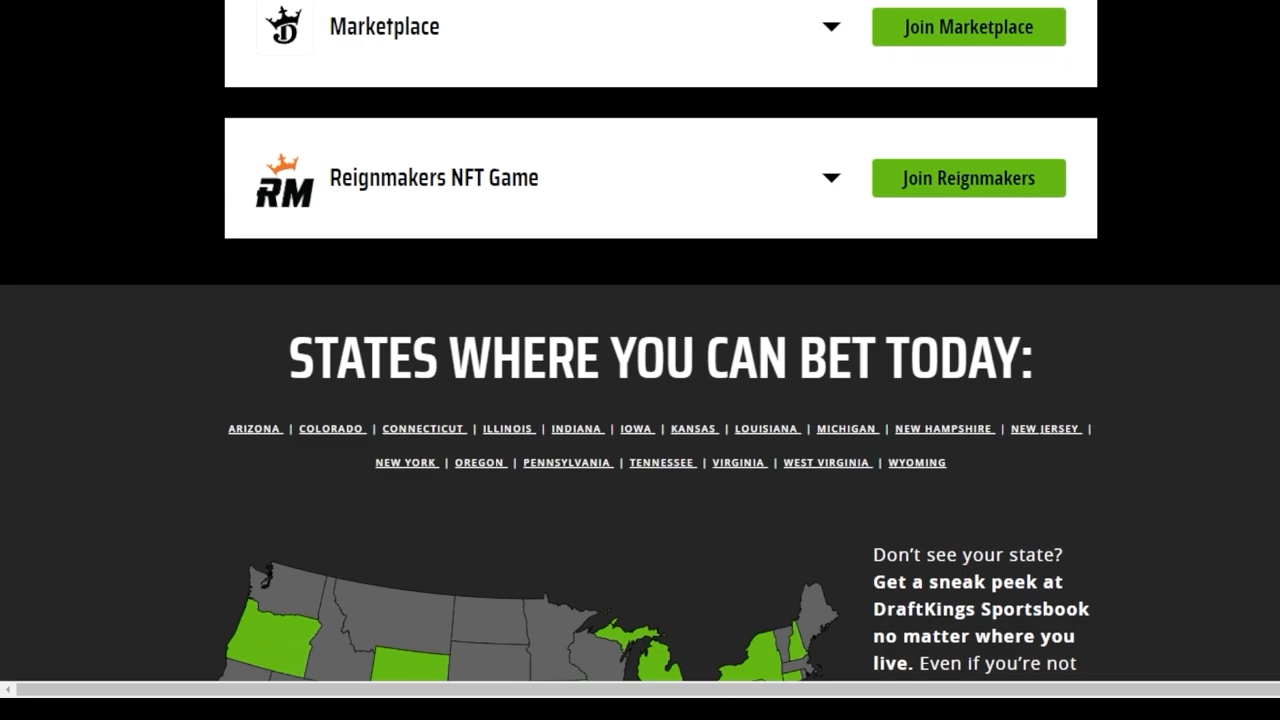 D
Marketplace
Join Marketplace
RM
Reignmakers NFT Game
Join Reignmakers
STATES WHERE YOU CAN BET TODAY:
ARIZONA | COLORADO | CONNECTICUT | ILLINOIS | INDIANA | IOWA | KANSAS | LOUISIANA | MICHIGAN | NEW HAMPSHIRE | NEW JERSEY |
NEW YORK | OREGON | PENNSYLVANIA | TENNESSEE | VIRGINIA | WEST VIRGINIA | WYOMING
Don’t see your state?
Get a sneak peek at
DraftKings Sportsbook
no matter where you
live. Even if you’re not